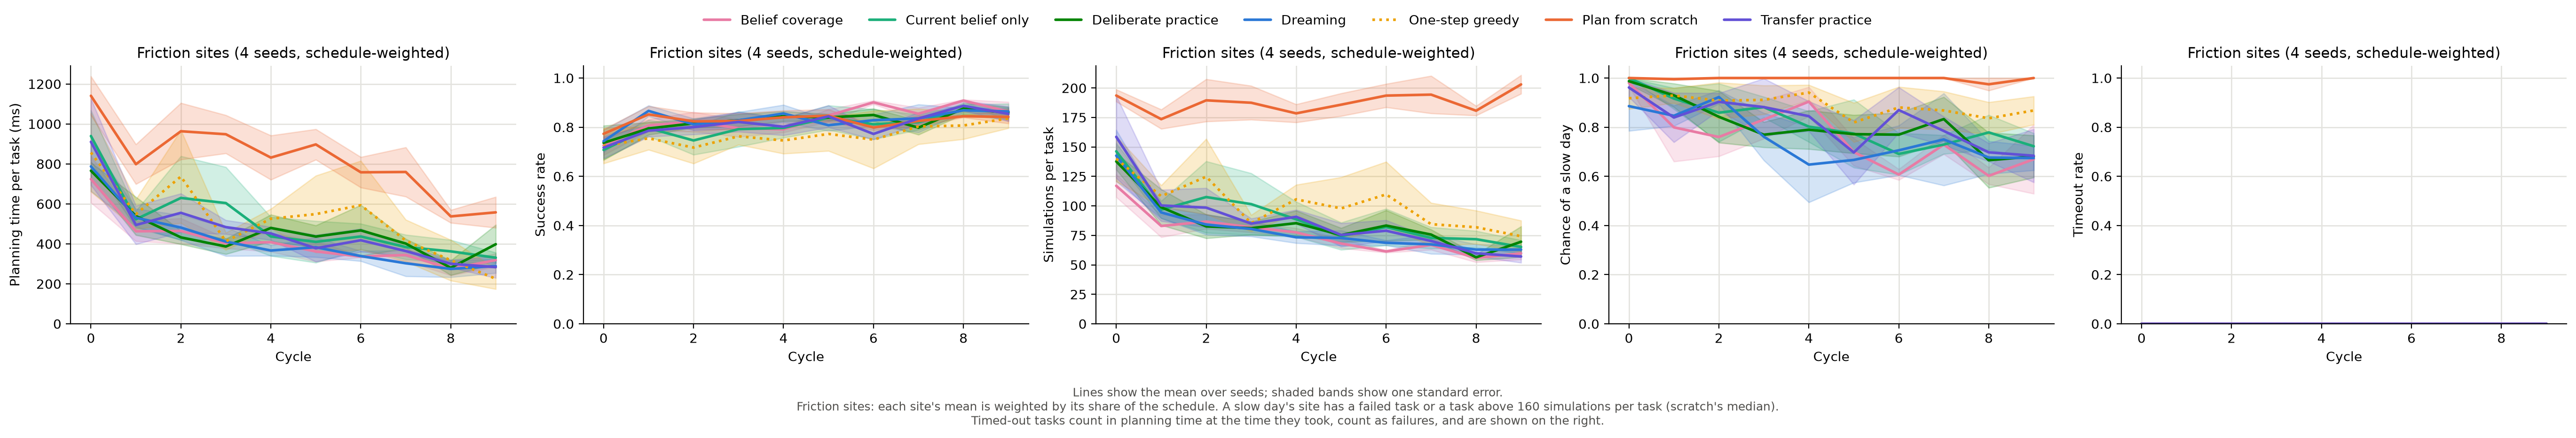 Belief coverage Current belief only Deliberate practice Dreaming One-step greedy Plan from scratch Transfer practice
Friction sites (4 seeds, schedule-weighted)
Planning time per task (ms)
1200
1000
800
600
400
200
0
0 2 4 6 8
Cycle
Friction sites (4 seeds, schedule-weighted)
Success rate
1.0
0.8
0.6
0.4
0.2
0.0
0 2 4 6 8
Cycle
Friction sites (4 seeds, schedule-weighted)
Simulations per task
200
175
150
125
100
75
50
25
0
0 2 4 6 8
Cycle
Friction sites (4 seeds, schedule-weighted)
Chance of a slow day
1.0
0.8
0.6
0.4
0.2
0.0
0 2 4 6 8
Cycle
Friction sites (4 seeds, schedule-weighted)
Timeout rate
1.0
0.8
0.6
0.4
0.2
0.0
0 2 4 6 8
Cycle
Lines show the mean over seeds; shaded bands show one standard error.
Friction sites: each site's mean is weighted by its share of the schedule. A slow day's site has a failed task or a task above 160 simulations per task (scratch's median).
Timed-out tasks count in planning time at the time they took, count as failures, and are shown on the right.